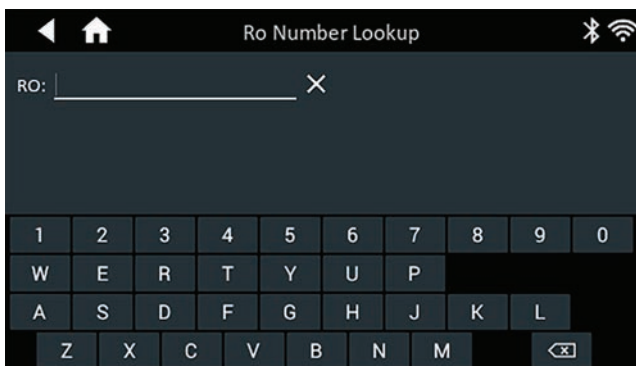 Ro Number Lookup
RO:
1 2 3 4 5 6 7 8 9 0
W E R T Y U P
A S D F G H J K L
Z X C V B N M